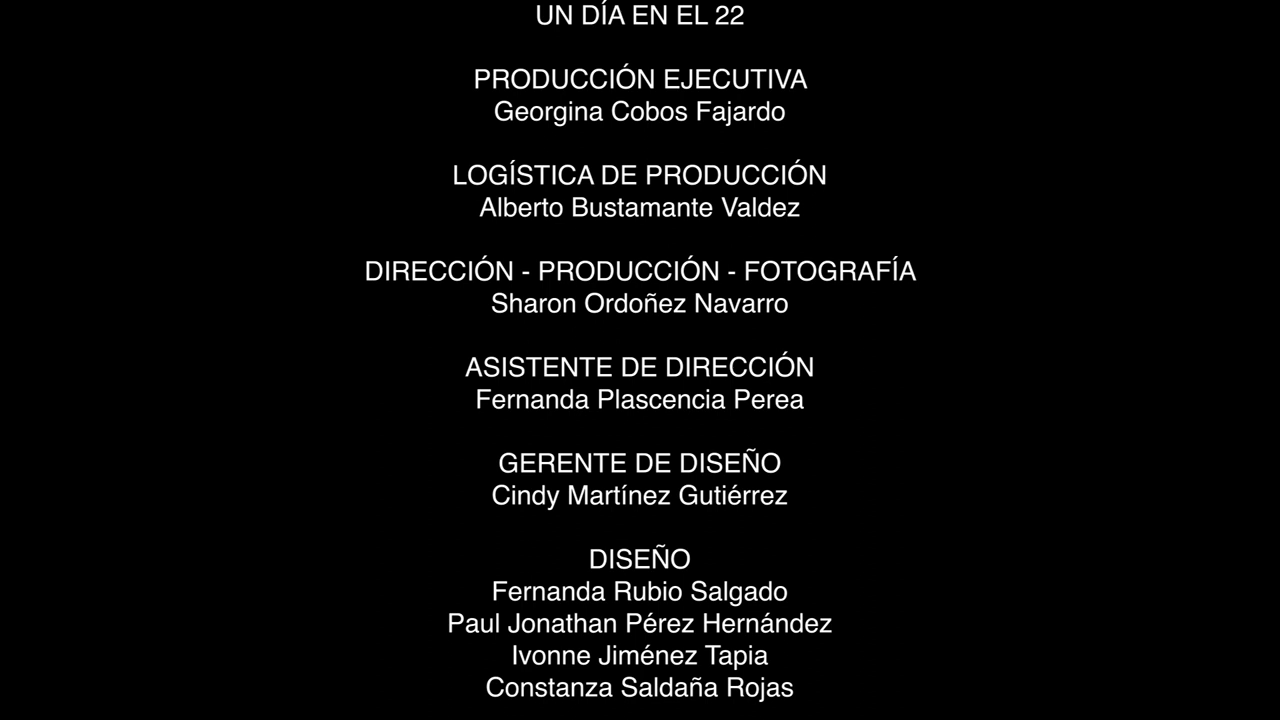 UN DÍA EN EL 22
PRODUCCIÓN EJECUTIVA
Georgina Cobos Fajardo
LOGÍSTICA DE PRODUCCIÓN
Alberto Bustamante Valdez
DIRECCIÓN - PRODUCCIÓN - FOTOGRAFÍA
Sharon Ordoñez Navarro
ASISTENTE DE DIRECCIÓN
Fernanda Plascencia Perea
GERENTE DE DISEÑO
Cindy Martínez Gutiérrez
DISEÑO
Fernanda Rubio Salgado
Paul Jonathan Pérez Hernández
Ivonne Jiménez Tapia
Constanza Saldaña Rojas